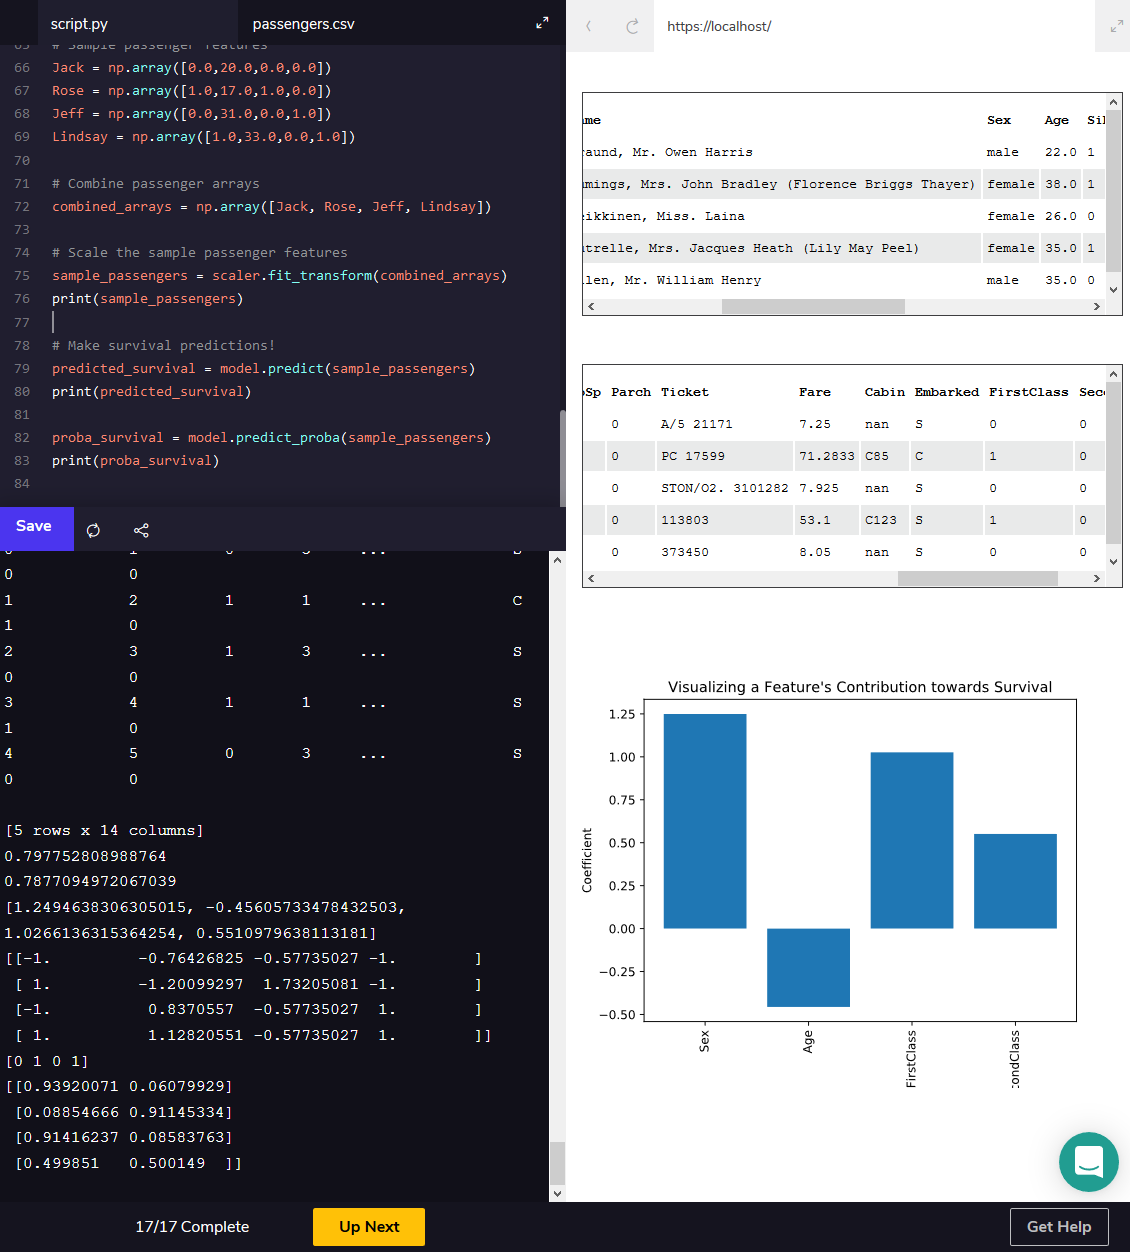 script.py
passengers.csv
# Sample passenger features
66 Jack = np.array([0.0,20.0,0.0,0.0])
67 Rose = np.array([1.0,17.0,1.0,0.0])
68 Jeff = np.array([0.0,31.0,0.0,1.0])
69 Lindsay = np.array([1.0,33.0,0.0,1.0])
70
71 # Combine passenger arrays
72 combined_arrays = np.array([Jack, Rose, Jeff, Lindsay])
73
74 # Scale the sample passenger features
75 sample_passengers = scaler.fit_transform(combined_arrays)
76 print(sample_passengers)
77
78 # Make survival predictions!
79 predicted_survival = model.predict(sample_passengers)
80 print(predicted_survival)
81
82 proba_survival = model.predict_proba(sample_passengers)
83 print(proba_survival)
84
Save
0 1 0 3 ... S
0 0
1 2 1 1 ... C
1 0
2 3 1 3 ... S
0 0
3 4 1 1 ... S
1 0
4 5 0 3 ... S
0 0
[5 rows x 14 columns]
0.797752808988764
0.7877094972067039
[1.2494638306305015, -0.45605733478432503,
1.0266136315364254, 0.5510979638113181]
[[-1. -0.76426825 -0.57735027 -1. ]
[ 1. -1.20099297 1.73205081 -1. ]
[-1. 0.8370557 -0.57735027 1. ]
[ 1. 1.12820551 -0.57735027 1. ]]
[0 1 0 1]
[[0.93920071 0.06079929]
[0.08854666 0.91145334]
[0.91416237 0.08583763]
[0.499851 0.500149 ]]
17/17 Complete
Up Next
Get Help
https://localhost/
me Sex Age Si
aund, Mr. Owen Harris male 22.0 1
mings, Mrs. John Bradley (Florence Briggs Thayer) female 38.0 1
ikkinen, Miss. Laina female 26.0 0
trelle, Mrs. Jacques Heath (Lily May Peel) female 35.0 1
len, Mr. William Henry male 35.0 0
Sp Parch Ticket Fare Cabin Embarked FirstClass Sec
0 A/5 21171 7.25 nan S 0 0
0 PC 17599 71.2833 C85 C 1 0
0 STON/O2. 3101282 7.925 nan S 0 0
0 113803 53.1 C123 S 1 0
0 373450 8.05 nan S 0 0
Visualizing a Feature's Contribution towards Survival
1.25
1.00
0.75
0.50
0.25
0.00
−0.25
−0.50
Coefficient
Sex
Age
FirstClass
ondClass